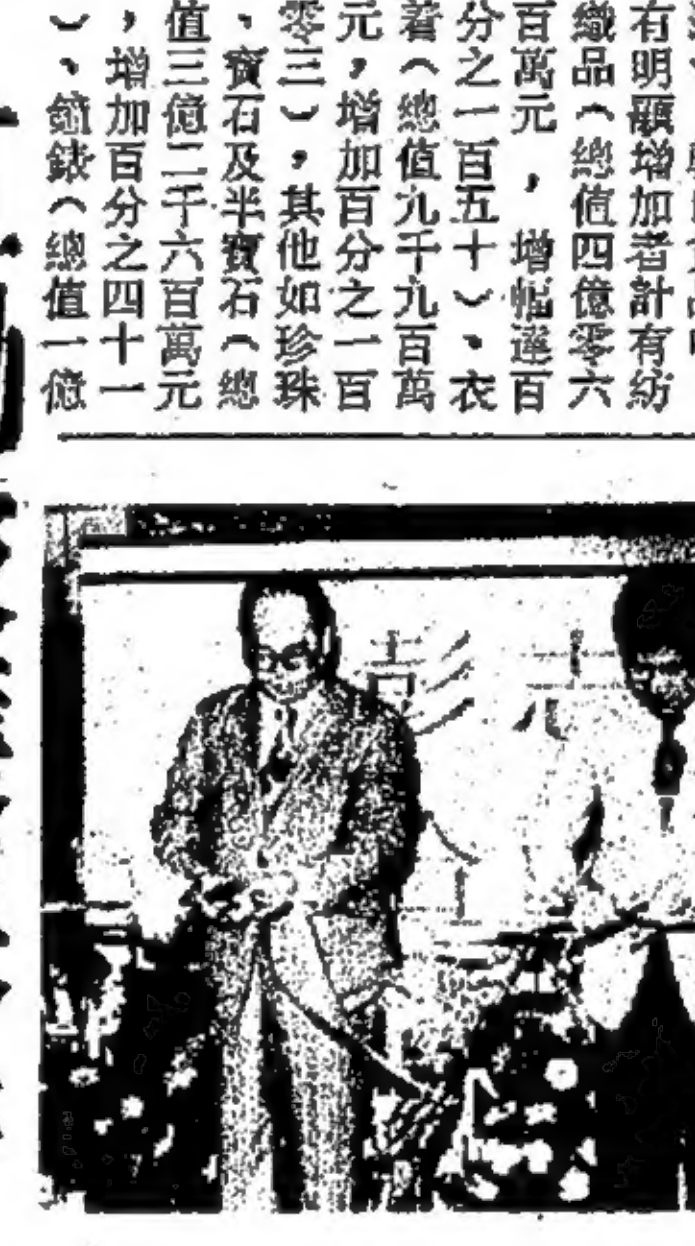 有明顯增加者計有紡
織品（總值四億零六
百萬元，增幅達百
分之一百五十）、衣
着（總值九千九百萬
元，增加百分之一百
零三），其他如珍珠
、寶石及半寶石（總
值三億二千六百萬元
，增加百分之四十一
）、鐘錶（總值一億
彭 志